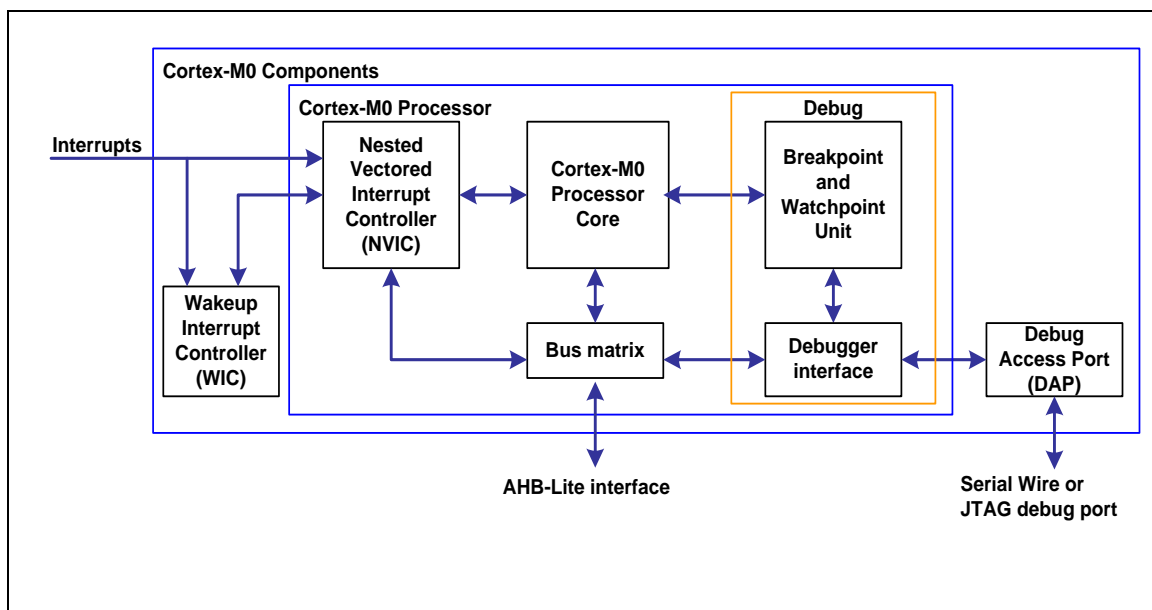 Cortex-M0 Components
Cortex-M0 Processor
Debug
Interrupts
Nested
Vectored
Interrupt
Controller
(NVIC)
Cortex-M0
Processor
Core
Breakpoint
and
Watchpoint
Unit
Wakeup
Interrupt
Controller
(WIC)
Bus matrix
Debugger
interface
Debug
Access Port
(DAP)
AHB-Lite interface
Serial Wire or
JTAG debug port